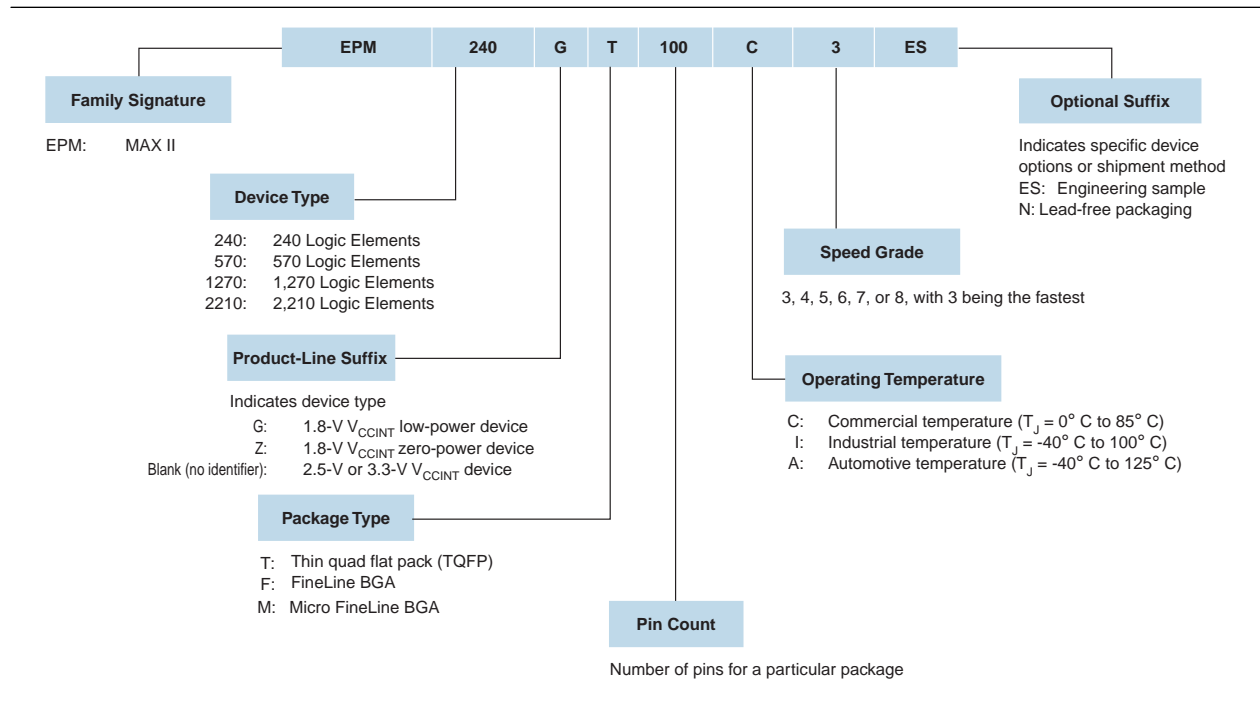 EPM 240 G T 100 C 3 ES
Family Signature
EPM: MAX II
Optional Suffix
Indicates specific device
options or shipment method
ES: Engineering sample
N: Lead-free packaging
Device Type
240: 240 Logic Elements
570: 570 Logic Elements
1270: 1,270 Logic Elements
2210: 2,210 Logic Elements
Speed Grade
3, 4, 5, 6, 7, or 8, with 3 being the fastest
Product-Line Suffix
Indicates device type
G: 1.8-V VCCINT low-power device
Z: 1.8-V VCCINT zero-power device
Blank (no identifier): 2.5-V or 3.3-V VCCINT device
Operating Temperature
C: Commercial temperature (TJ = 0° C to 85° C)
I: Industrial temperature (TJ = -40° C to 100° C)
A: Automotive temperature (TJ = -40° C to 125° C)
Package Type
T: Thin quad flat pack (TQFP)
F: FineLine BGA
M: Micro FineLine BGA
Pin Count
Number of pins for a particular package